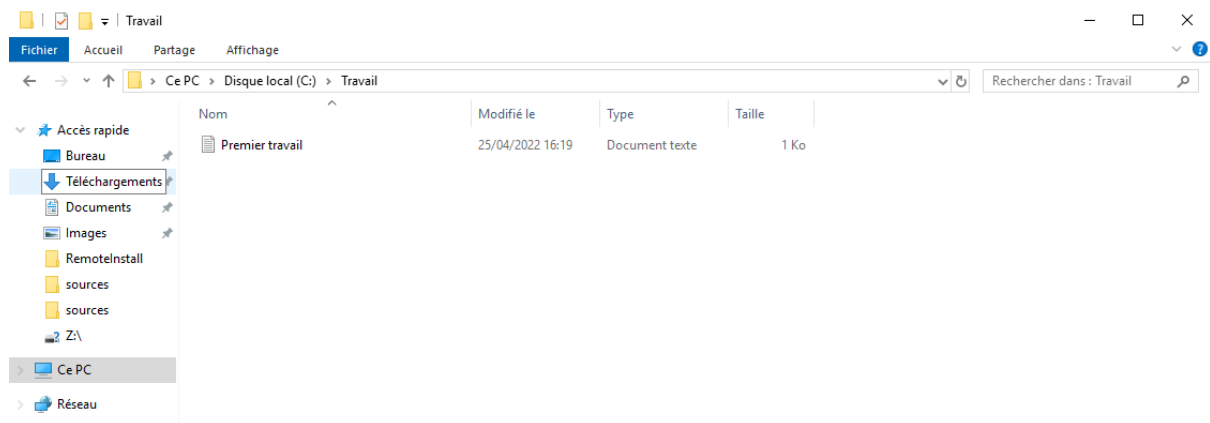 Travail
Fichier Accueil Partage Affichage
Ce PC > Disque local (C:) > Travail Rechercher dans : Travail
Nom Modifié le Type Taille
Accès rapide
Premier travail 25/04/2022 16:19 Document texte 1 Ko
Bureau
Téléchargements
Documents
Images
RemoteInstall
sources
sources
Z:\
Ce PC
Réseau